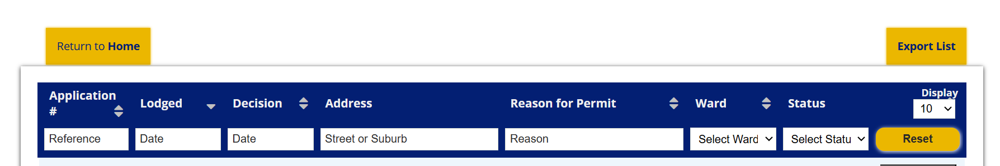 Return to Home
Export List
Application #
Lodged
Decision
Address
Reason for Permit
Ward
Status
Display
10
Reference
Date
Date
Street or Suburb
Reason
Select Ward
Select Statu
Reset